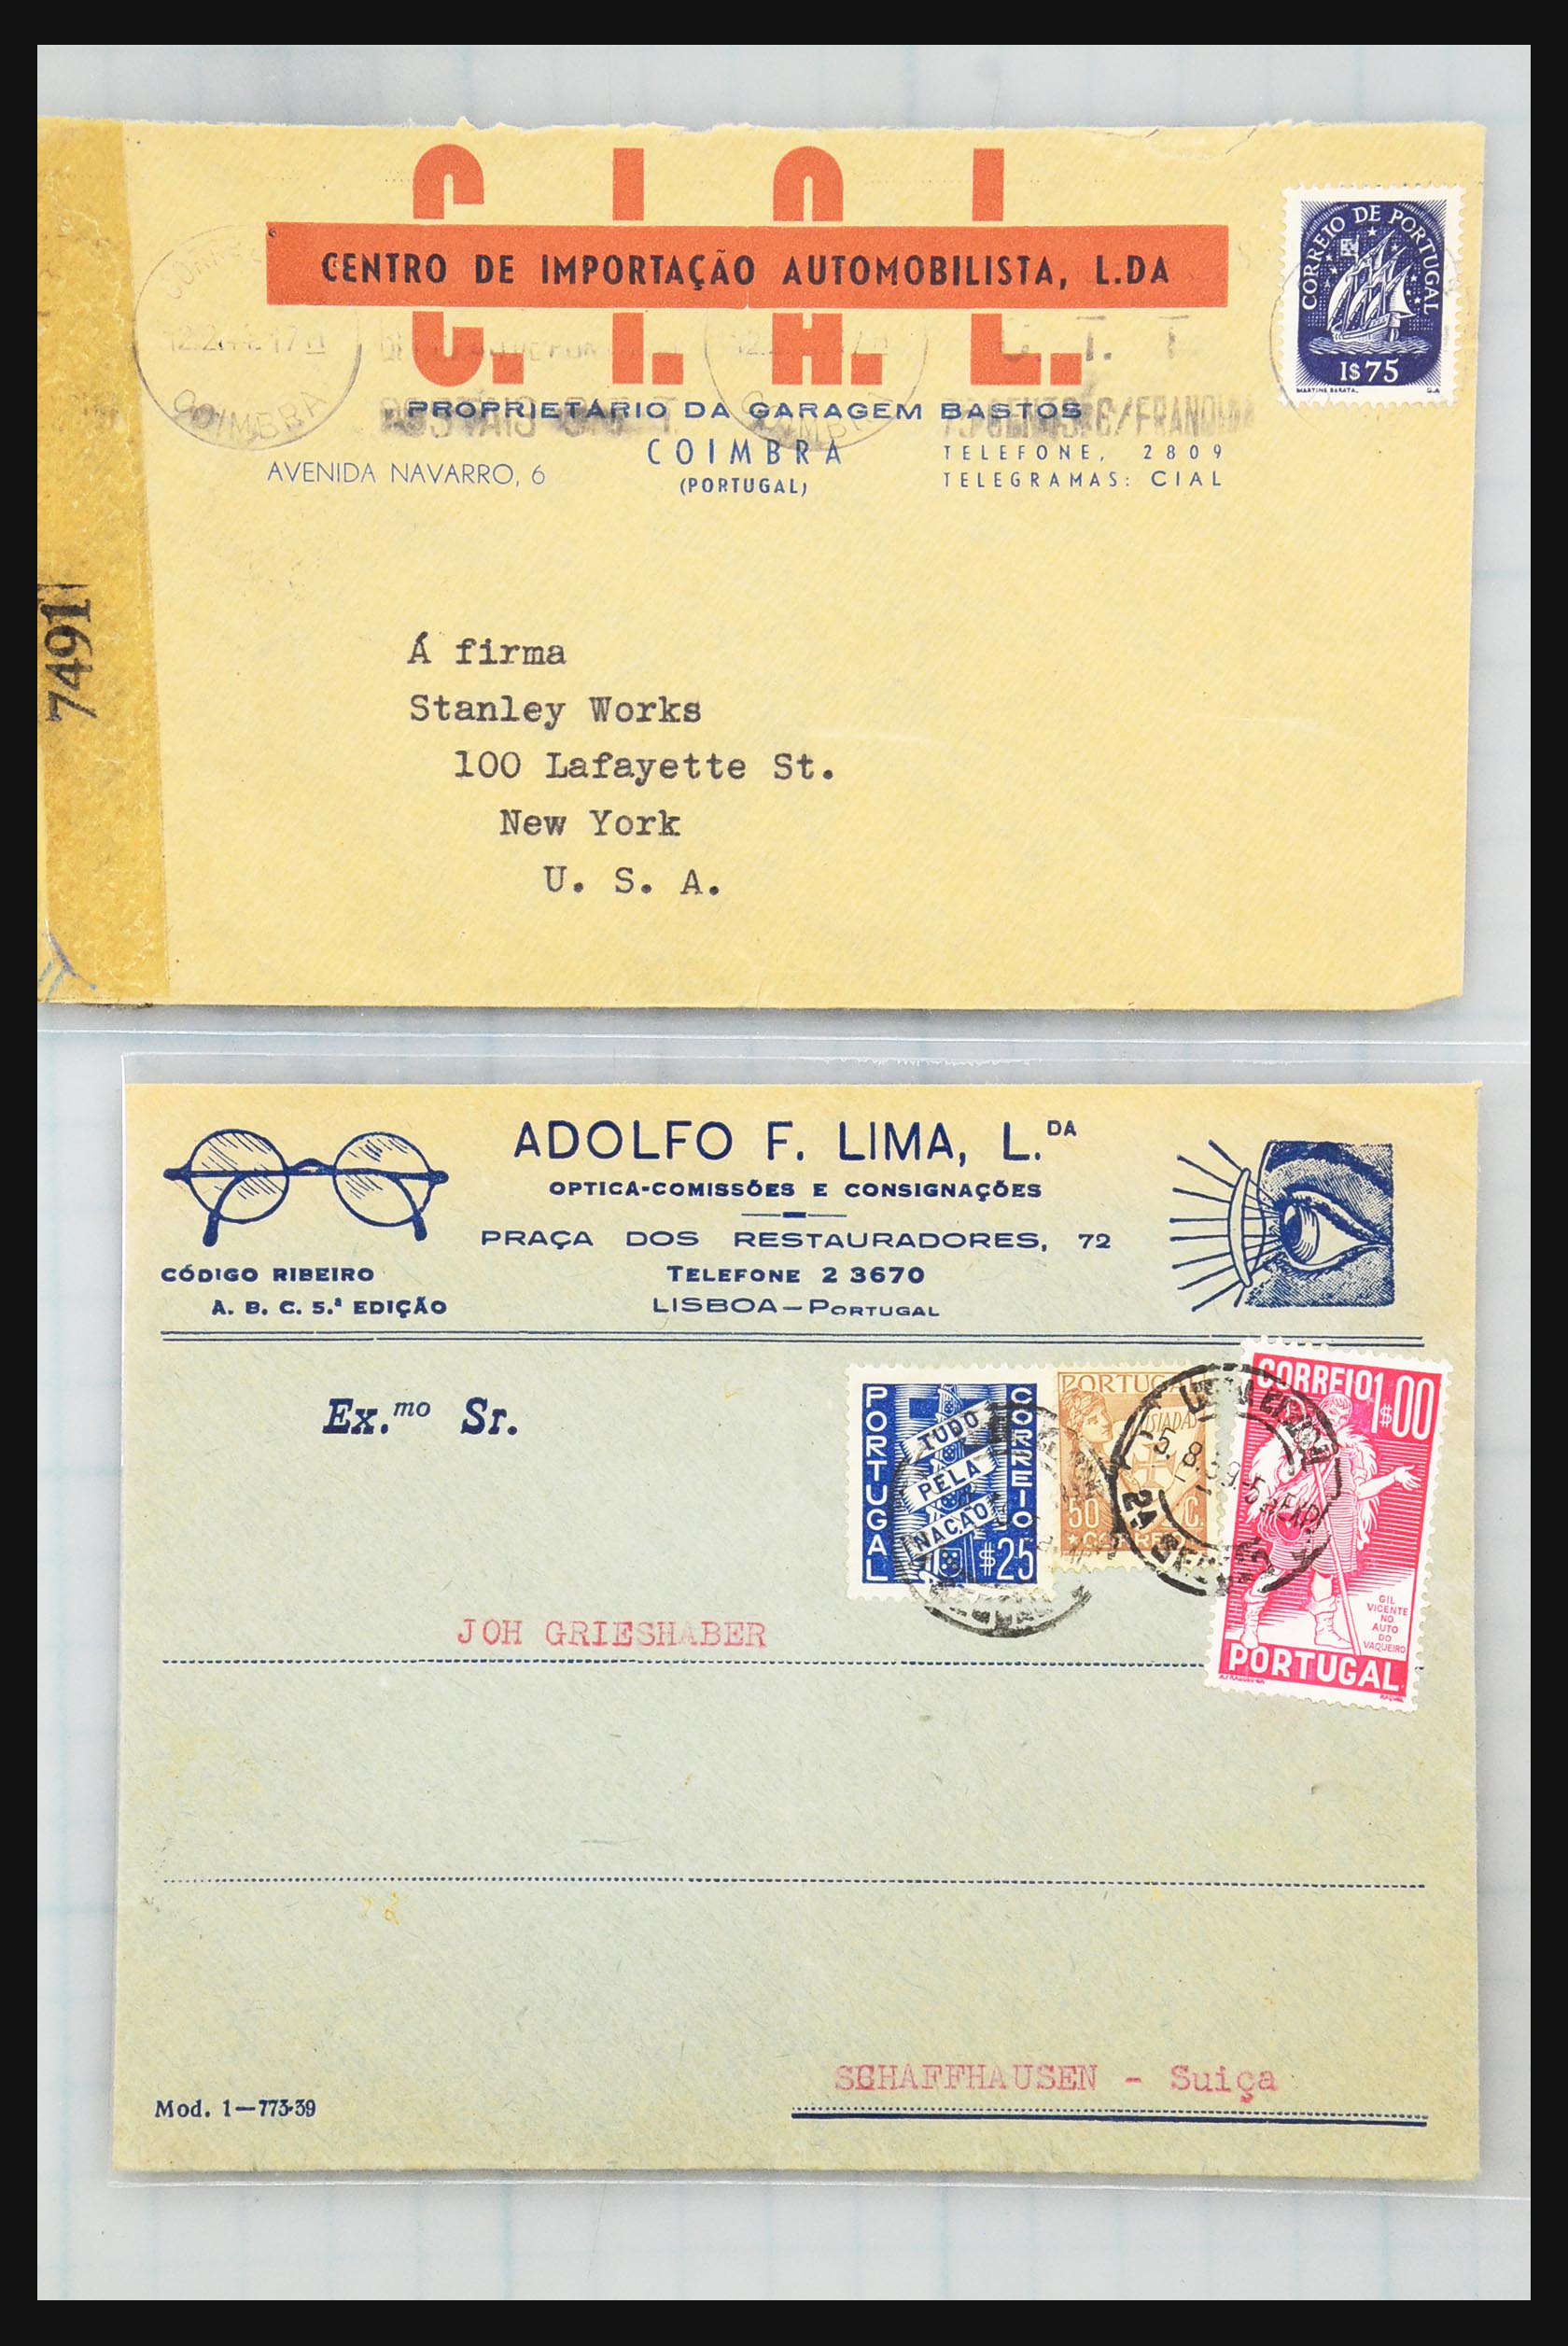 C. I. A. L.
CENTRO DE IMPORTAÇÃO AUTOMOBILISTA, L.DA
PROPRIETÁRIO DA GARAGEM BASTOS
AVENIDA NAVARRO, 6
COIMBRA
(PORTUGAL)
TELEFONE, 2809
TELEGRAMAS: CIAL
COIMBRA
CORREIO DE PORTUGAL
1$75
7491
Á firma
Stanley Works
100 Lafayette St.
New York
U. S. A.
ADOLFO F. LIMA, L.DA
OPTICA-COMISSÕES E CONSIGNAÇÕES
PRAÇA DOS RESTAURADORES, 72
TELEFONE 2 3670
LISBOA—PORTUGAL
CÓDIGO RIBEIRO
A. B. C. 5.ª EDIÇÃO
Ex.mo Sr.
PORTUGAL
CORREIO
TUDO
PELA
NAÇÃO
$25
PORTUGAL
LUSIADAS
50 C.
CORREIO
CORREIO 1$00
GIL
VICENTE
NO
AUTO
DO
VAQUEIRO
PORTUGAL
JOH GRIESHABER
SCHAFFHAUSEN - Suiça
Mod. 1—773-39